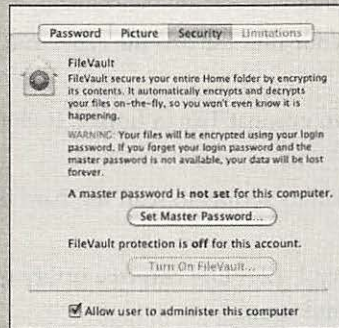 Password Picture Security Limitations
FileVault
FileVault secures your entire Home folder by encrypting
its contents. It automatically encrypts and decrypts
your files on-the-fly, so you won't even know it is
happening.
WARNING: Your files will be encrypted using your login
password. If you forget your login password and the
master password is not available, your data will be lost
forever.
A master password is not set for this computer.
Set Master Password...
FileVault protection is off for this account.
Turn On FileVault...
Allow user to administer this computer